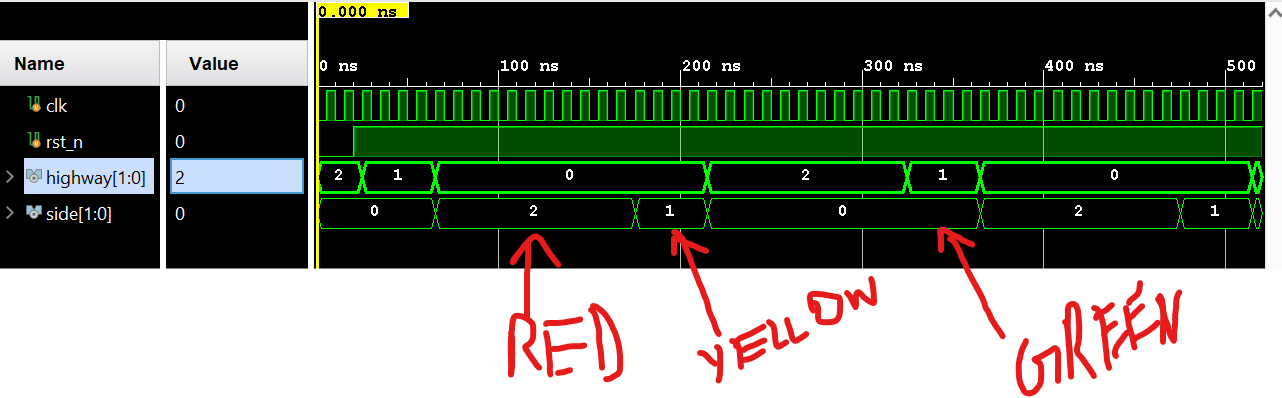 0.000 ns
Name Value
0 ns 100 ns 200 ns 300 ns 400 ns 500
clk 0
rst_n 0
highway[1:0] 2 2 1 0 2 1 0
side[1:0] 0 0 2 1 0 2 1
RED YELLOW GREEN